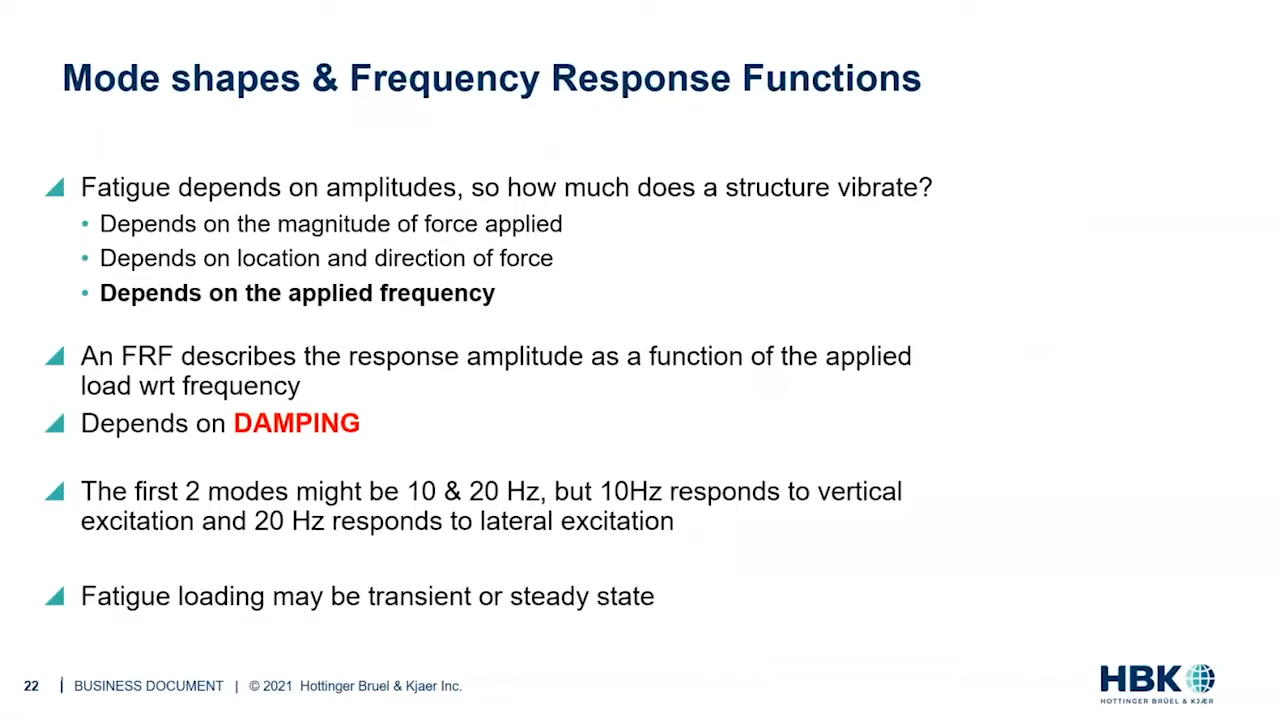 Mode shapes & Frequency Response Functions
Fatigue depends on amplitudes, so how much does a structure vibrate?
• Depends on the magnitude of force applied
• Depends on location and direction of force
• Depends on the applied frequency
An FRF describes the response amplitude as a function of the applied
load wrt frequency
Depends on DAMPING
The first 2 modes might be 10 & 20 Hz, but 10Hz responds to vertical
excitation and 20 Hz responds to lateral excitation
Fatigue loading may be transient or steady state
22 | BUSINESS DOCUMENT | © 2021 Hottinger Bruel & Kjaer Inc.
HBK
HOTTINGER BRÜEL & KJÆR